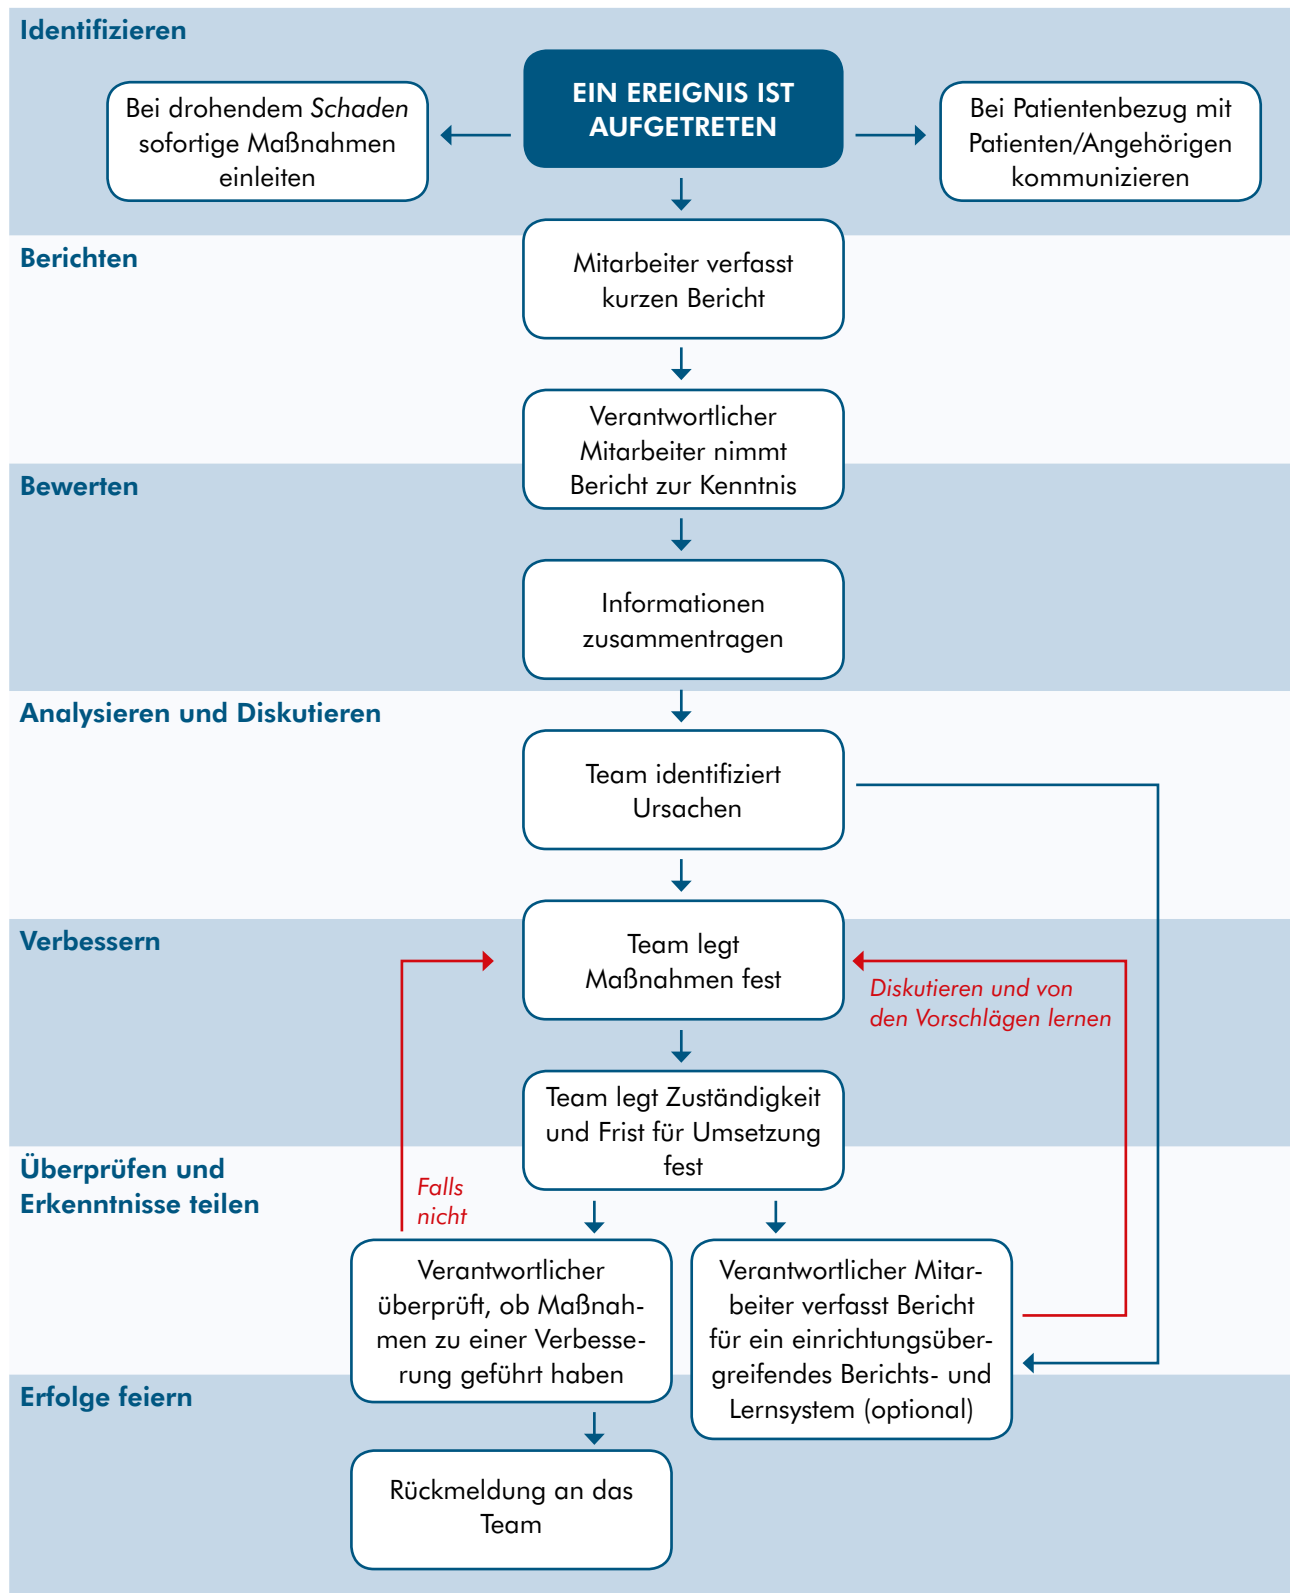 Identifizieren
Bei drohendem Schaden
sofortige Maßnahmen
einleiten
EIN EREIGNIS IST
AUFGETRETEN
Bei Patientenbezug mit
Patienten/Angehörigen
kommunizieren
Berichten
Mitarbeiter verfasst
kurzen Bericht
Verantwortlicher
Mitarbeiter nimmt
Bericht zur Kenntnis
Bewerten
Informationen
zusammentragen
Analysieren und Diskutieren
Team identifiziert
Ursachen
Verbessern
Team legt
Maßnahmen fest
Diskutieren und von
den Vorschlägen lernen
Team legt Zuständigkeit
und Frist für Umsetzung
fest
Überprüfen und
Erkenntnisse teilen
Falls
nicht
Verantwortlicher
überprüft, ob Maßnah-
men zu einer Verbesse-
rung geführt haben
Verantwortlicher Mitar-
beiter verfasst Bericht
für ein einrichtungsüber-
greifendes Berichts- und
Lernsystem (optional)
Erfolge feiern
Rückmeldung an das
Team